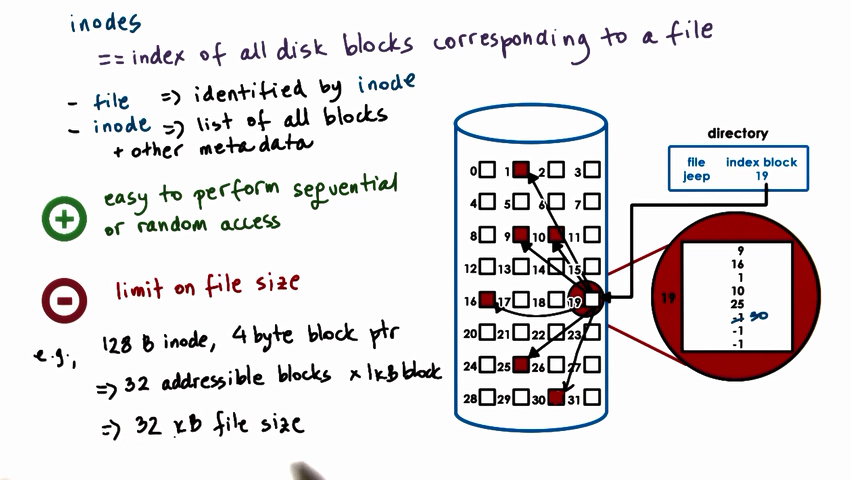 inodes
== index of all disk blocks corresponding to a file
- file => identified by inode
- inode => list of all blocks
+ other metadata
easy to perform sequential
or random access
limit on file size
e.g., 128 B inode, 4 byte block ptr
=> 32 addressible blocks x 1kB block
=> 32 kB file size
directory
file index block
jeep 19
0 1 2 3
4 5 6 7
8 9 10 11
12 13 14 15
16 17 18 19
20 21 22 23
24 25 26 27
28 29 30 31
19
9
16
1
10
25
-1 30
-1
-1